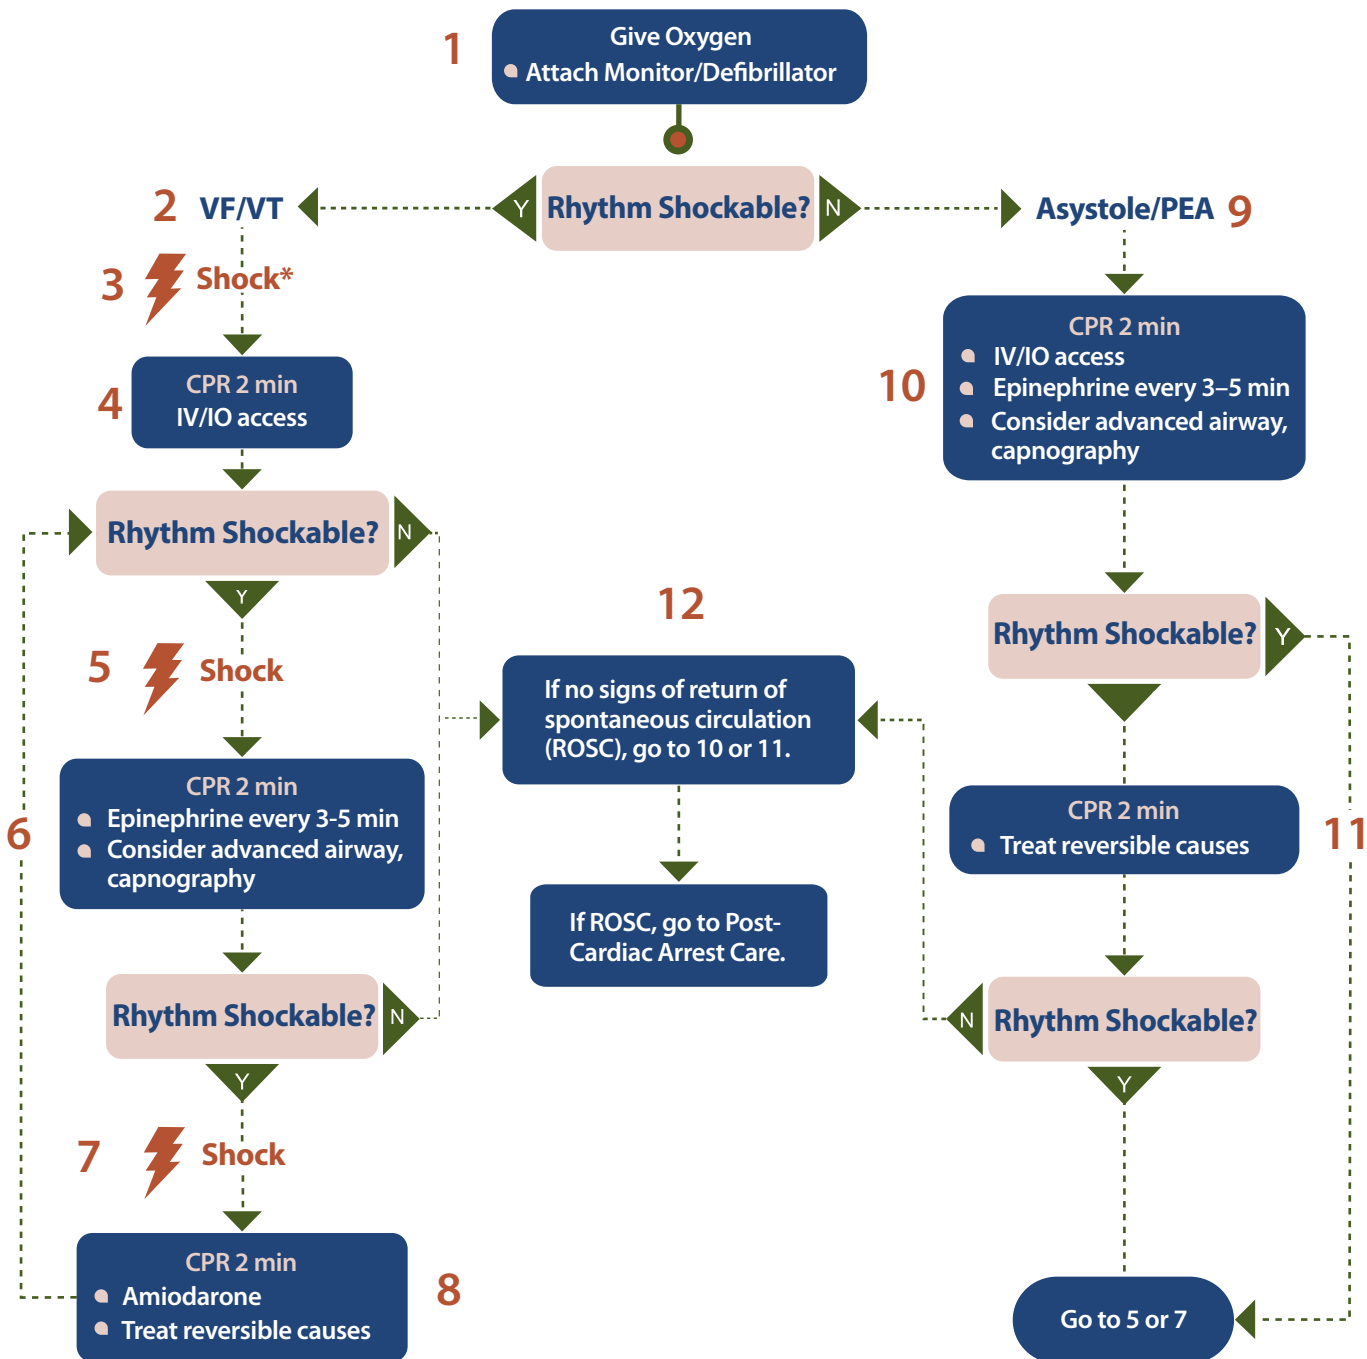 1
Give Oxygen
Attach Monitor/Defibrillator
Rhythm Shockable?
Y
N
2
VF/VT
Asystole/PEA
9
3
Shock*
4
CPR 2 min
IV/IO access
10
CPR 2 min
IV/IO access
Epinephrine every 3–5 min
Consider advanced airway,
capnography
Rhythm Shockable?
N
Y
5
Shock
12
If no signs of return of
spontaneous circulation
(ROSC), go to 10 or 11.
Rhythm Shockable?
Y
6
CPR 2 min
Epinephrine every 3-5 min
Consider advanced airway,
capnography
If ROSC, go to Post-
Cardiac Arrest Care.
CPR 2 min
Treat reversible causes
11
Rhythm Shockable?
N
Y
N
Rhythm Shockable?
Y
7
Shock
8
CPR 2 min
Amiodarone
Treat reversible causes
Go to 5 or 7